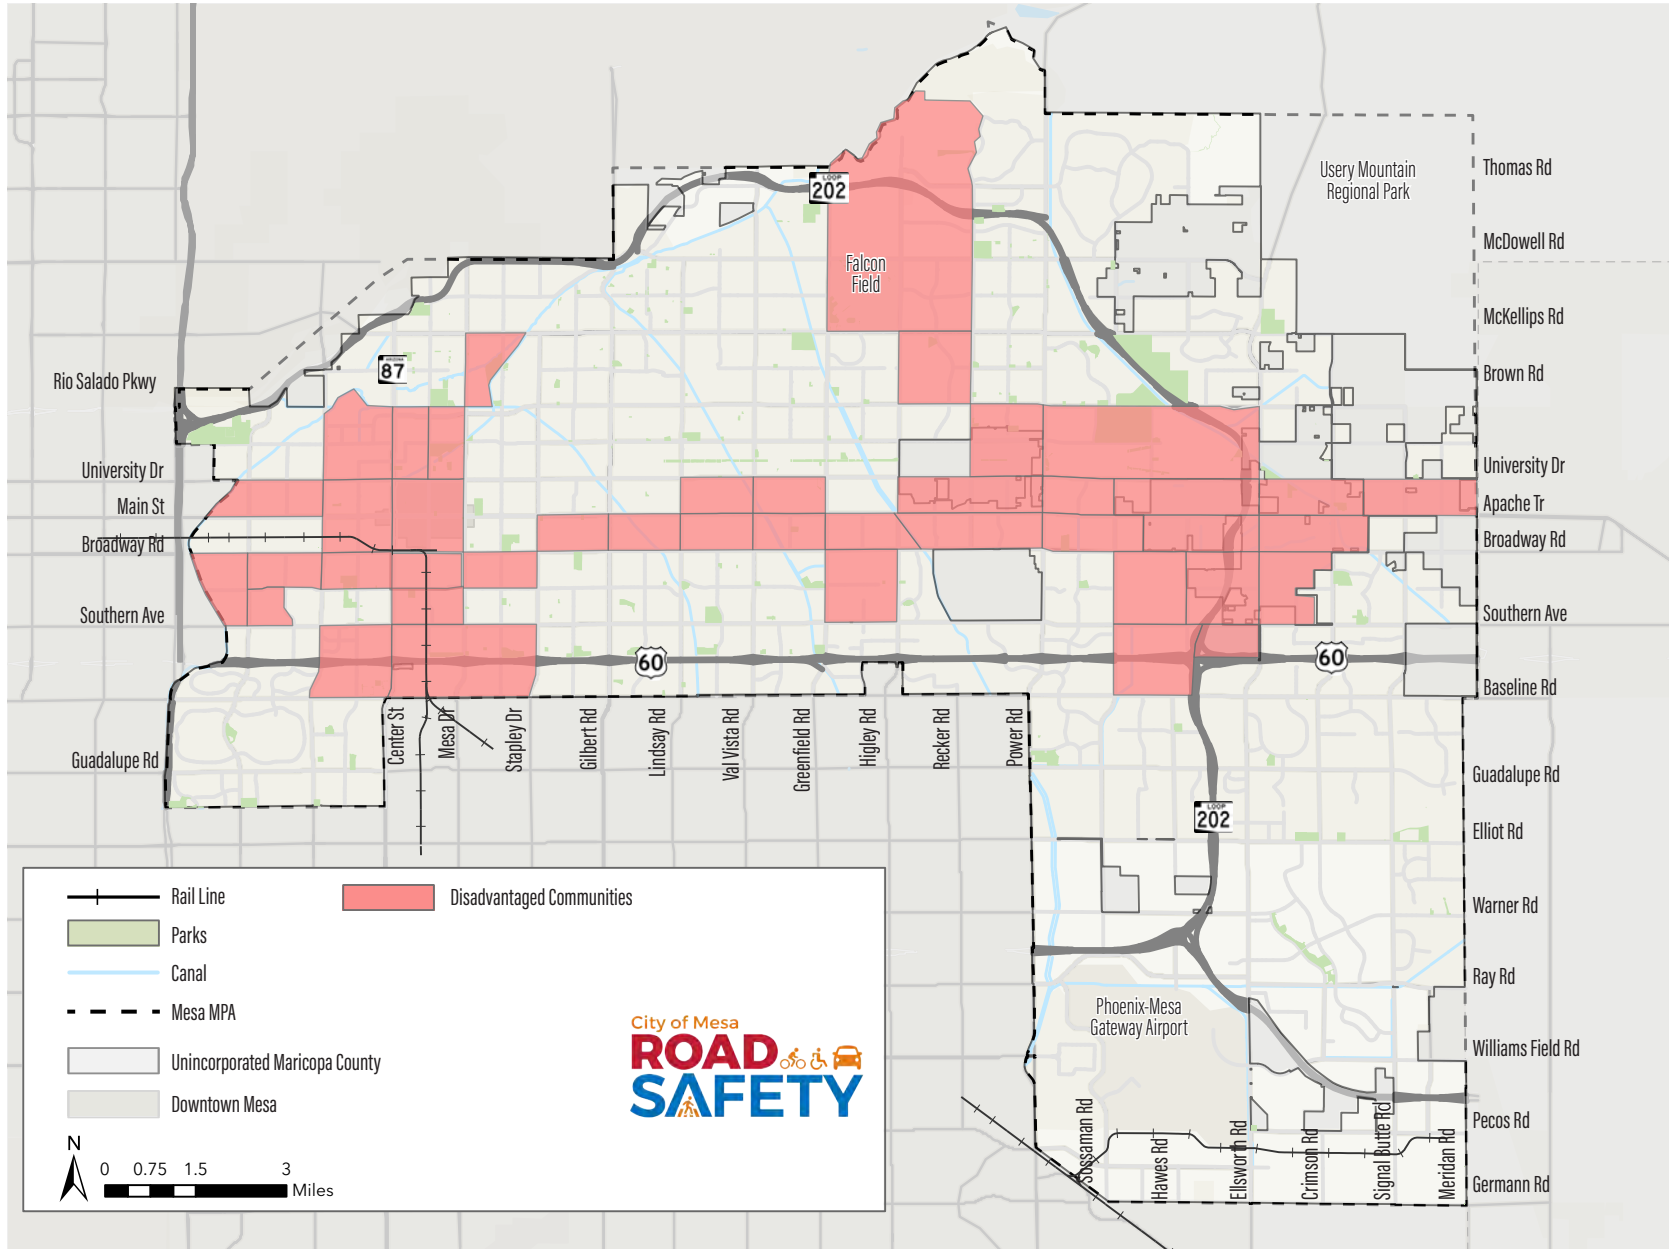 Thomas Rd
Usery Mountain
Regional Park
LOOP
202
McDowell Rd
Falcon
Field
McKellips Rd
ARIZONA
87
Rio Salado Pkwy
Brown Rd
University Dr
University Dr
Main St
Apache Tr
Broadway Rd
Broadway Rd
Southern Ave
Southern Ave
60
60
Baseline Rd
Center St
Mesa Dr
Stapley Dr
Gilbert Rd
Lindsay Rd
Val Vista Rd
Greenfield Rd
Higley Rd
Recker Rd
Power Rd
Guadalupe Rd
Guadalupe Rd
LOOP
202
Elliot Rd
Warner Rd
Ray Rd
Phoenix-Mesa
Gateway Airport
Williams Field Rd
Pecos Rd
Sossaman Rd
Hawes Rd
Ellsworth Rd
Crimson Rd
Signal Butte Rd
Meridan Rd
Germann Rd
Rail Line
Disadvantaged Communities
Parks
Canal
Mesa MPA
Unincorporated Maricopa County
Downtown Mesa
City of Mesa
ROAD
SAFETY
N
0 0.75 1.5 3
Miles